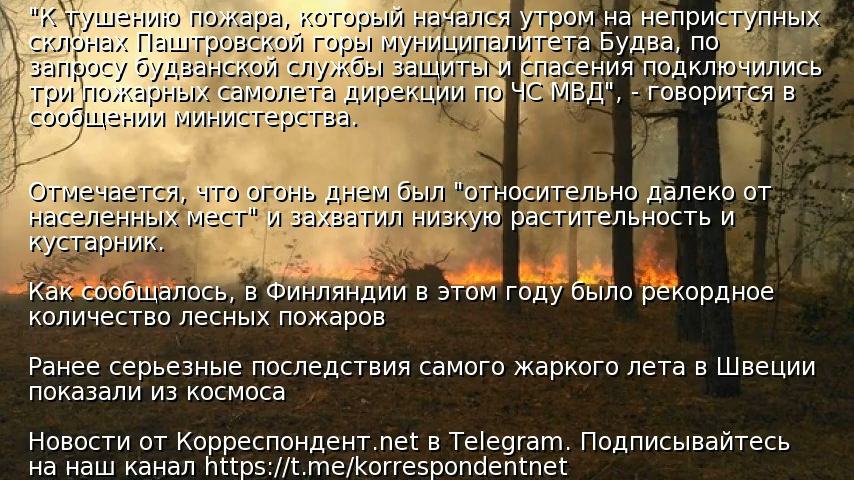 "К тушению пожара, который начался утром на неприступных
склонах Паштровской горы муниципалитета Будва, по
запросу будванской службы защиты и спасения подключились
три пожарных самолета дирекции по ЧС МВД", - говорится в
сообщении министерства.
Отмечается, что огонь днем был "относительно далеко от
населенных мест" и захватил низкую растительность и
кустарник.
Как сообщалось, в Финляндии в этом году было рекордное
количество лесных пожаров
Ранее серьезные последствия самого жаркого лета в Швеции
показали из космоса
Новости от Корреспондент.net в Telegram. Подписывайтесь
на наш канал https://t.me/korrespondentnet